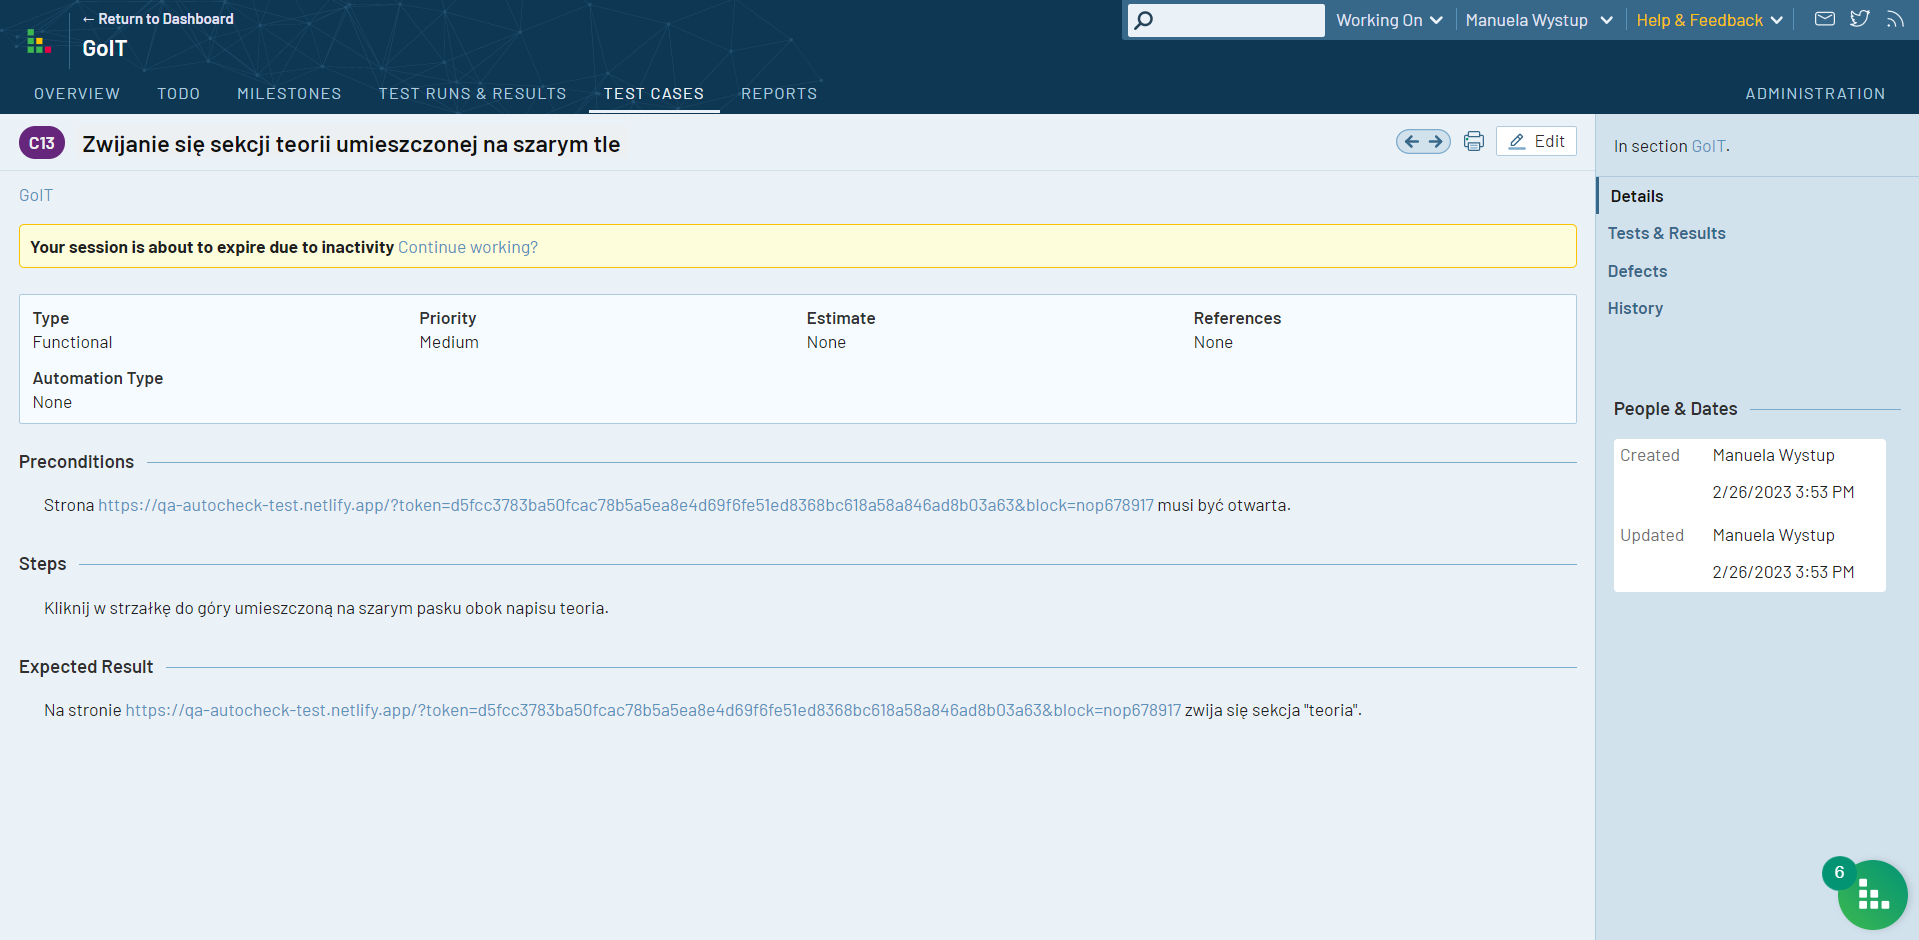 ← Return to Dashboard
GoIT
Working On
Manuela Wystup
Help & Feedback
OVERVIEW
TODO
MILESTONES
TEST RUNS & RESULTS
TEST CASES
REPORTS
ADMINISTRATION
C13
Zwijanie się sekcji teorii umieszczonej na szarym tle
Edit
GoIT
Your session is about to expire due to inactivity Continue working?
Type
Priority
Estimate
References
Functional
Medium
None
None
Automation Type
None
Preconditions
Strona https://qa-autocheck-test.netlify.app/?token=d5fcc3783ba50fcac78b5a5ea8e4d69f6fe51ed8368bc618a58a846ad8b03a63&block=nop678917 musi być otwarta.
Steps
Kliknij w strzałkę do góry umieszczoną na szarym pasku obok napisu teoria.
Expected Result
Na stronie https://qa-autocheck-test.netlify.app/?token=d5fcc3783ba50fcac78b5a5ea8e4d69f6fe51ed8368bc618a58a846ad8b03a63&block=nop678917 zwija się sekcja "teoria".
In section GoIT.
Details
Tests & Results
Defects
History
People & Dates
Created Manuela Wystup
2/26/2023 3:53 PM
Updated Manuela Wystup
2/26/2023 3:53 PM
6